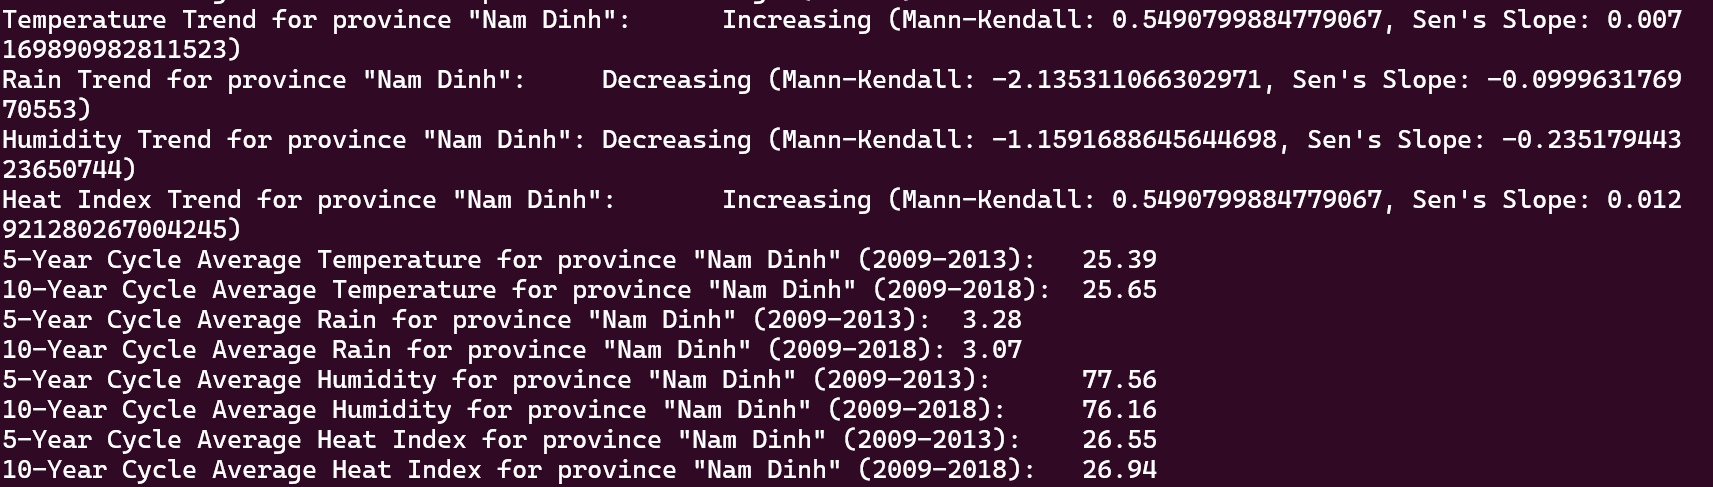 Temperature Trend for province "Nam Dinh":      Increasing (Mann-Kendall: 0.5490799884779067, Sen's Slope: 0.007
169890982811523)
Rain Trend for province "Nam Dinh":     Decreasing (Mann-Kendall: -2.135311066302971, Sen's Slope: -0.0999631769
70553)
Humidity Trend for province "Nam Dinh": Decreasing (Mann-Kendall: -1.1591688645644698, Sen's Slope: -0.235179443
23650744)
Heat Index Trend for province "Nam Dinh":       Increasing (Mann-Kendall: 0.5490799884779067, Sen's Slope: 0.012
921280267004245)
5-Year Cycle Average Temperature for province "Nam Dinh" (2009-2013):   25.39
10-Year Cycle Average Temperature for province "Nam Dinh" (2009-2018):  25.65
5-Year Cycle Average Rain for province "Nam Dinh" (2009-2013):  3.28
10-Year Cycle Average Rain for province "Nam Dinh" (2009-2018): 3.07
5-Year Cycle Average Humidity for province "Nam Dinh" (2009-2013):      77.56
10-Year Cycle Average Humidity for province "Nam Dinh" (2009-2018):     76.16
5-Year Cycle Average Heat Index for province "Nam Dinh" (2009-2013):    26.55
10-Year Cycle Average Heat Index for province "Nam Dinh" (2009-2018):   26.94